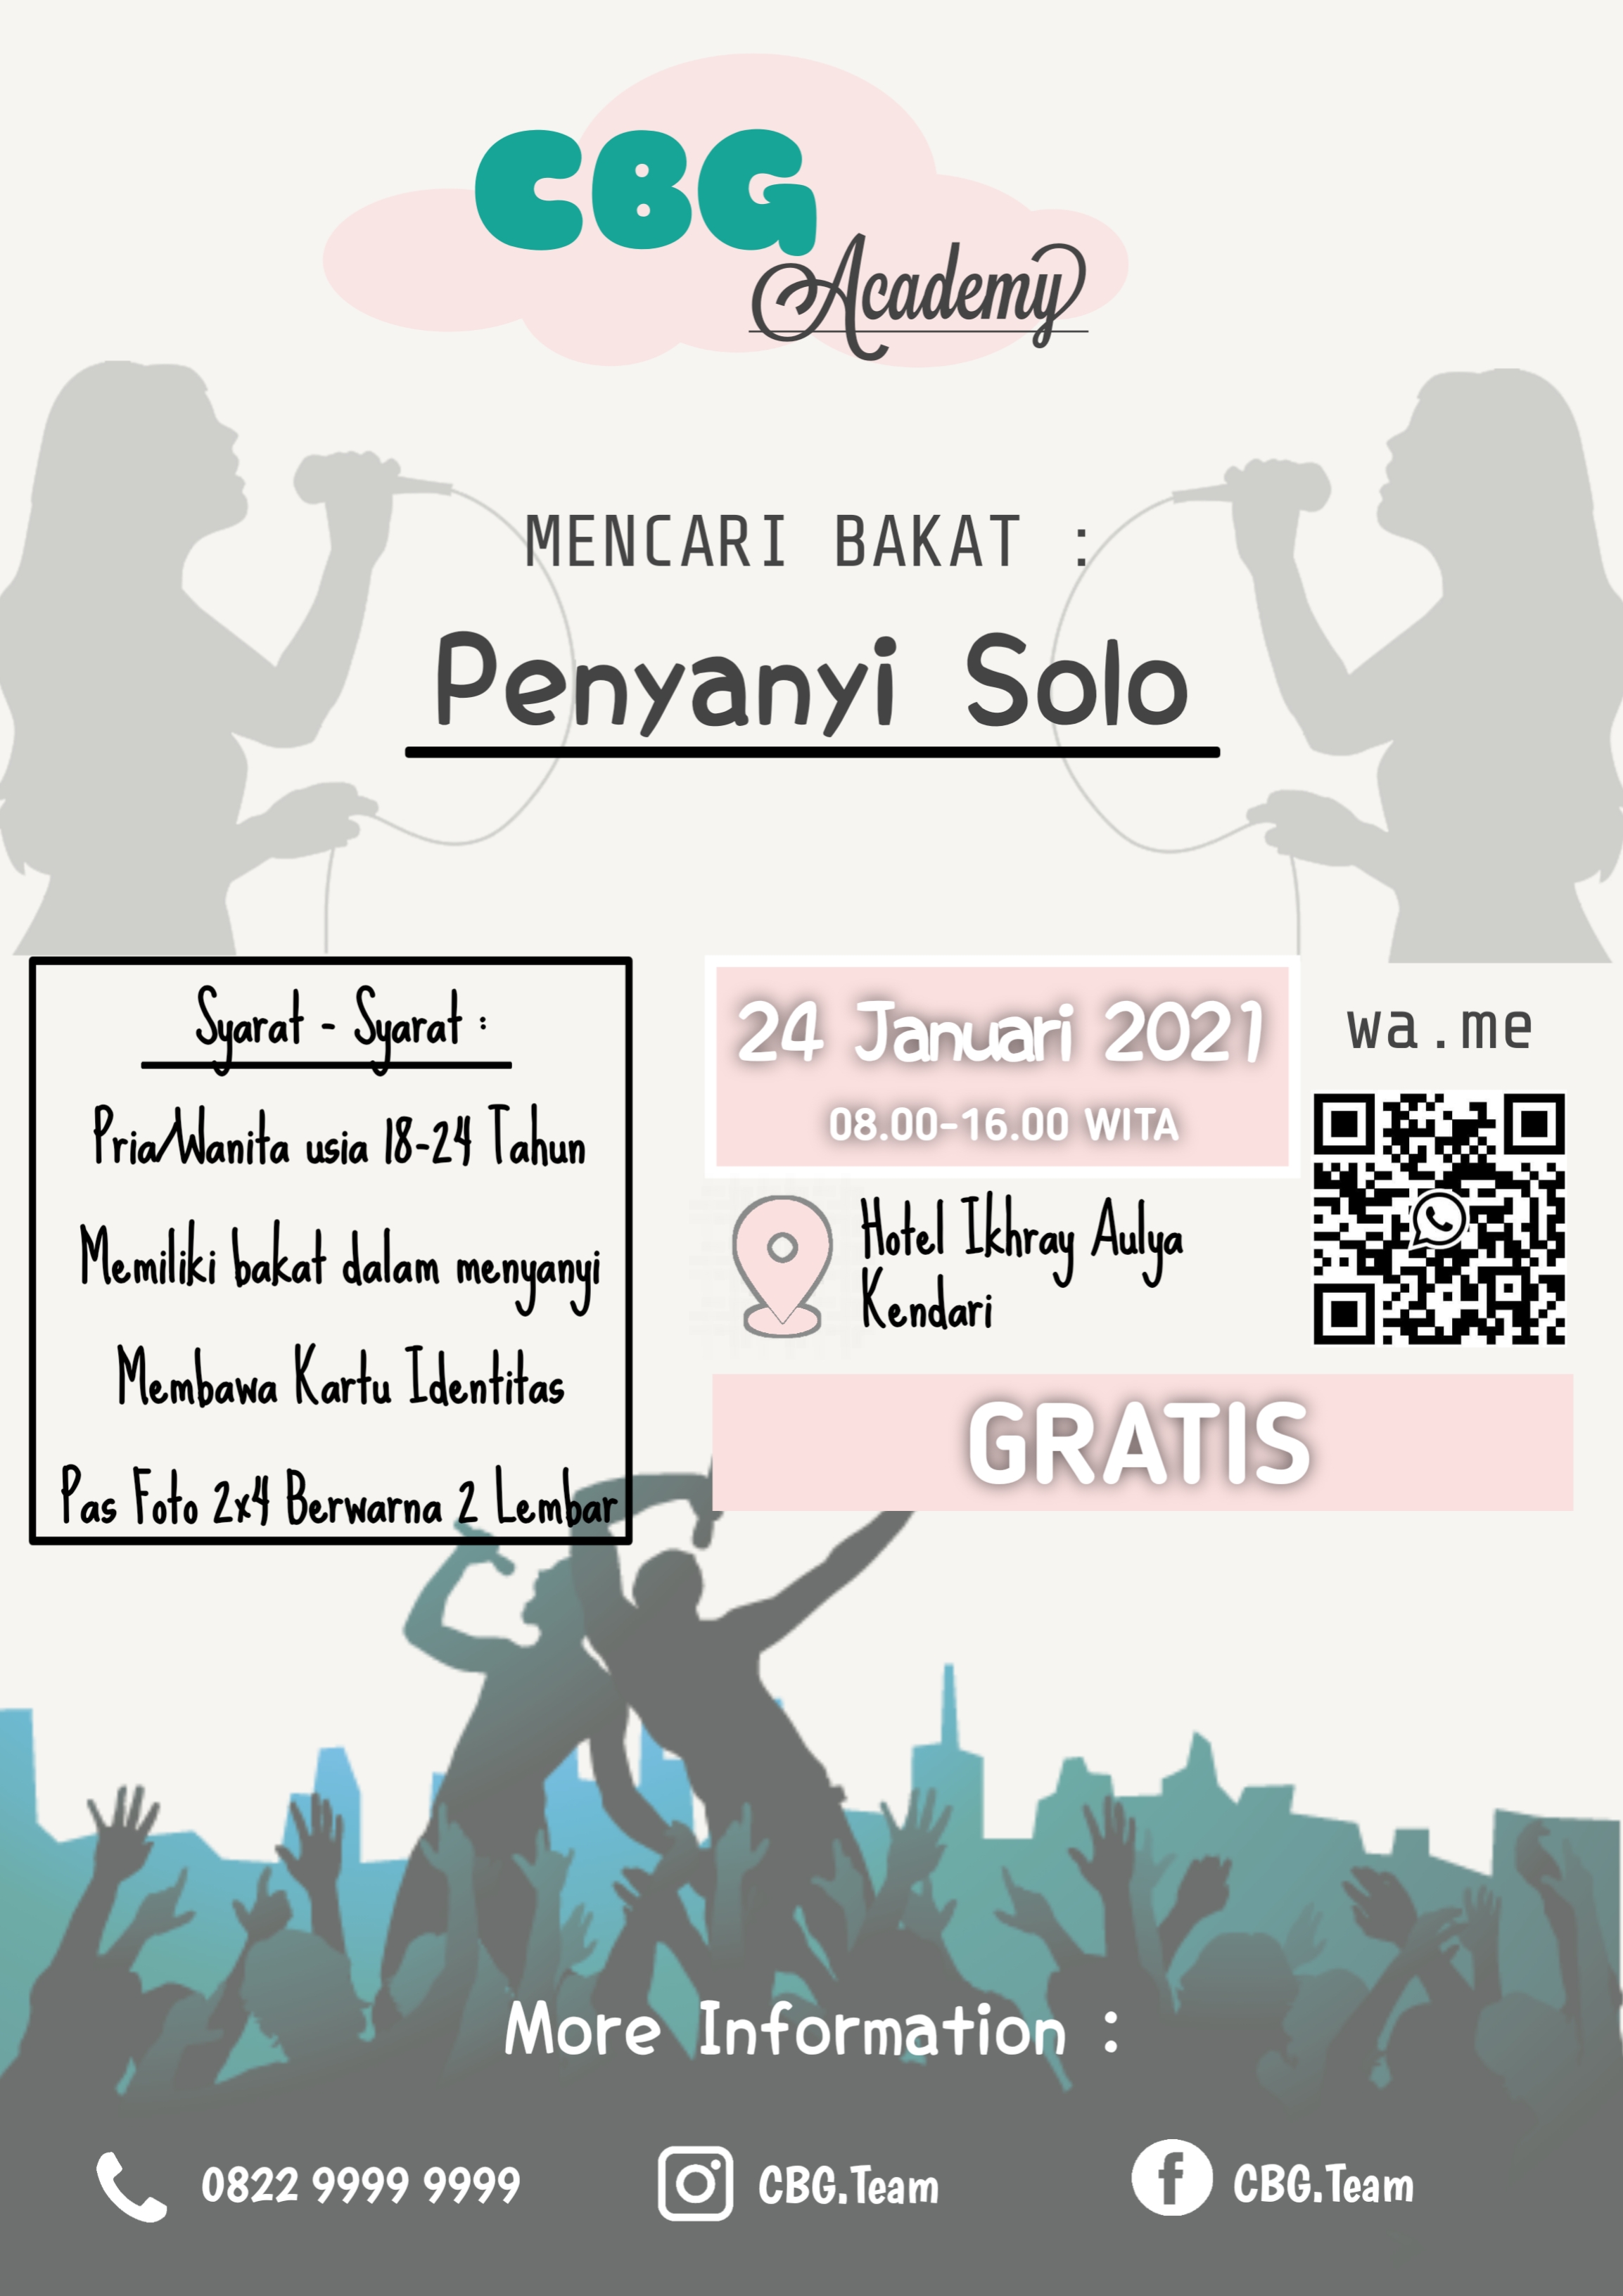 CBG
Academy
MENCARI BAKAT :
Penyanyi Solo
Syarat - Syarat :
Pria/Wanita usia 18-24 Tahun
Memiliki bakat dalam menyanyi
Membawa Kartu Identitas
Pas Foto 2x4 Berwarna 2 Lembar
24 Januari 2021
08.00-16.00 WITA
Hotel Ikhray Aulya
Kendari
wa.me
GRATIS
More Information :
0822 9999 9999
CBG.Team
CBG.Team